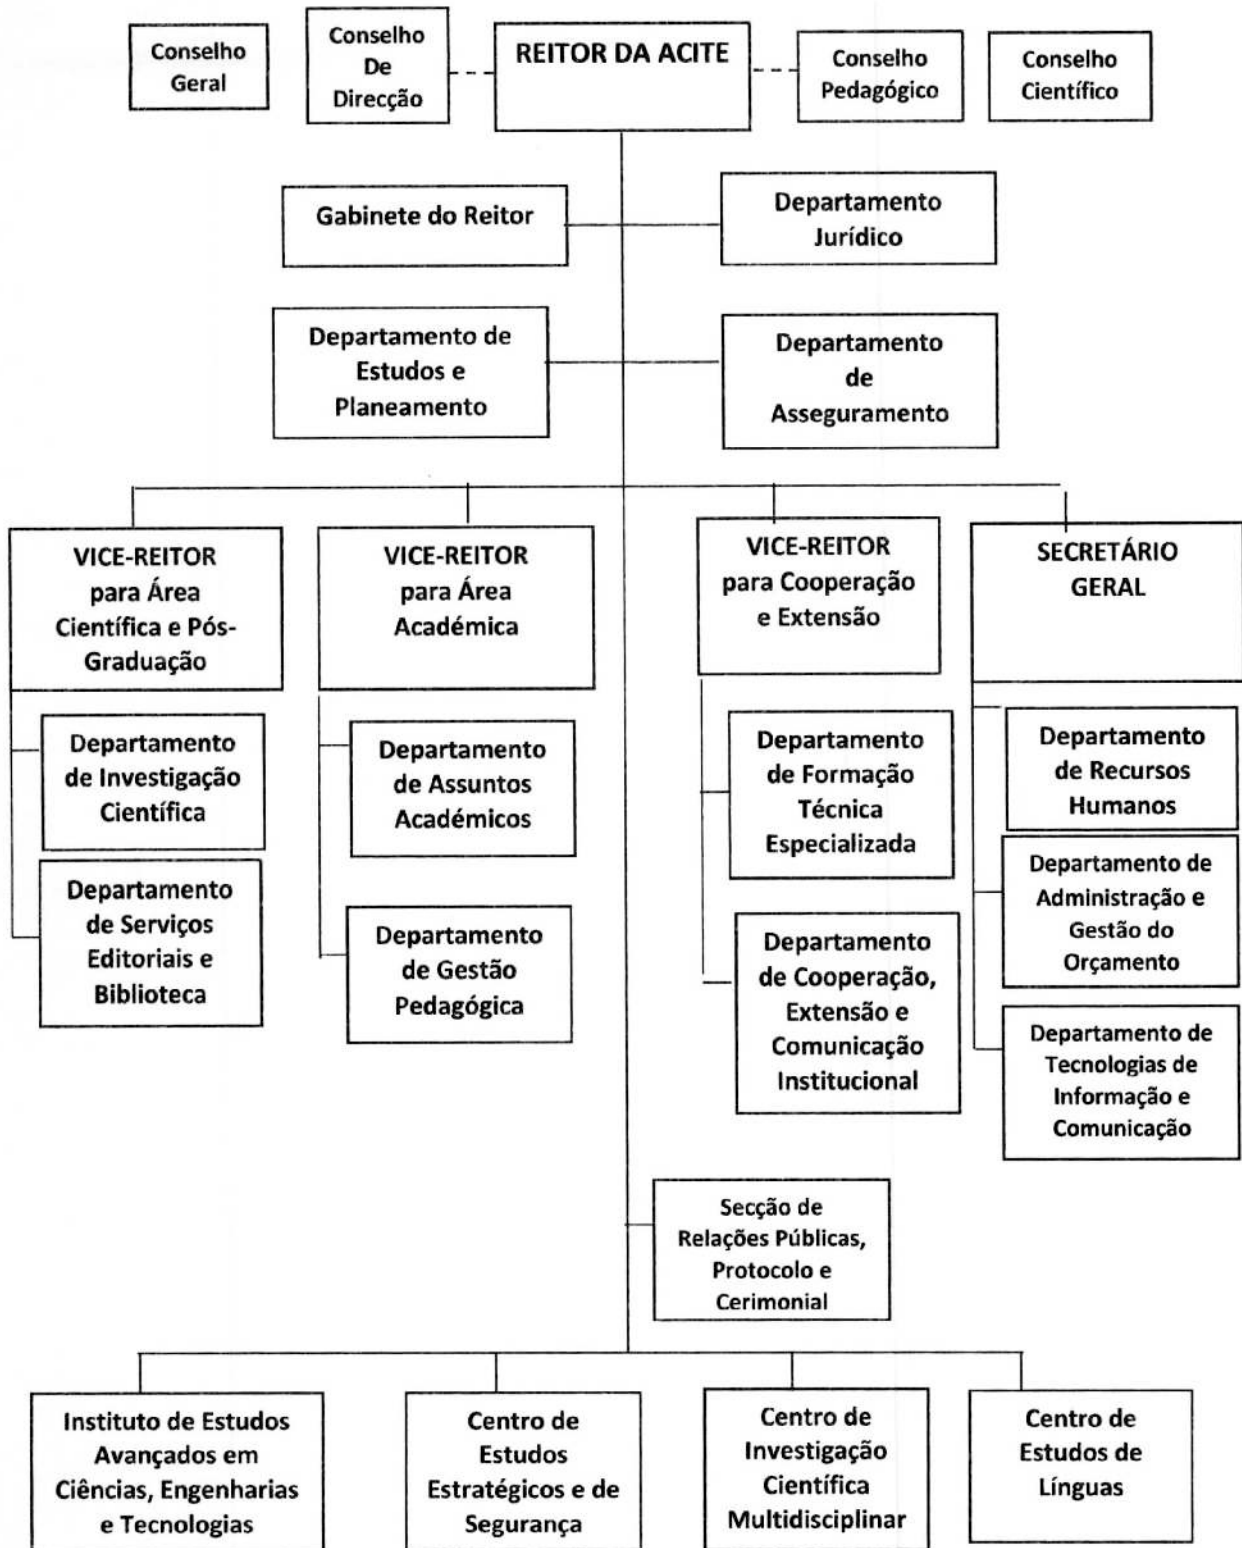 Conselho
Geral
Conselho
De
Direcção
REITOR DA ACITE
Conselho
Pedagógico
Conselho
Científico
Gabinete do Reitor
Departamento
Jurídico
Departamento de
Estudos e
Planeamento
Departamento
de
Asseguramento
VICE-REITOR
para Área
Científica e Pós-
Graduação
VICE-REITOR
para Área
Académica
VICE-REITOR
para Cooperação
e Extensão
SECRETÁRIO
GERAL
Departamento
de Investigação
Científica
Departamento
de Serviços
Editoriais e
Biblioteca
Departamento
de Assuntos
Académicos
Departamento
de Gestão
Pedagógica
Departamento
de Formação
Técnica
Especializada
Departamento
de Cooperação,
Extensão e
Comunicação
Institucional
Departamento
de Recursos
Humanos
Departamento de
Administração e
Gestão do
Orçamento
Departamento de
Tecnologias de
Informação e
Comunicação
Secção de
Relações Públicas,
Protocolo e
Cerimonial
Instituto de Estudos
Avançados em
Ciências, Engenharias
e Tecnologias
Centro de
Estudos
Estratégicos e de
Segurança
Centro de
Investigação
Científica
Multidisciplinar
Centro de
Estudos de
Línguas